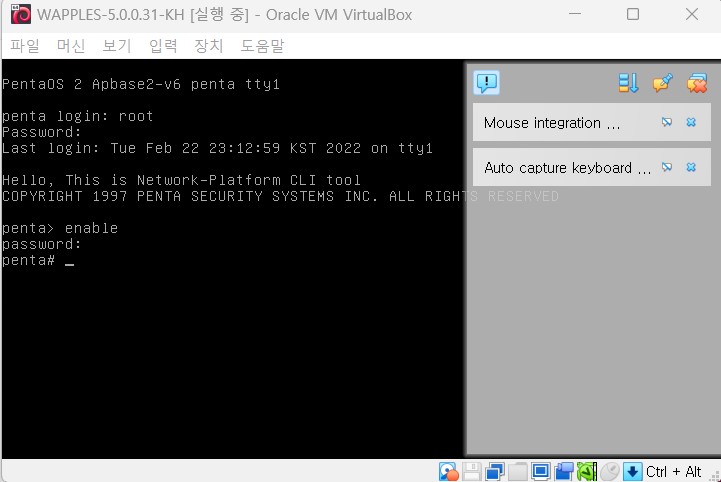 WAPPLES-5.0.0.31-KH [실행 중] - Oracle VM VirtualBox
파일 머신 보기 입력 장치 도움말
PentaOS 2 Apbase2-v6 penta tty1
penta login: root
Password:
Last login: Tue Feb 22 23:12:59 KST 2022 on tty1
Hello, This is Network-Platform CLI tool
COPYRIGHT 1997 PENTA SECURITY SYSTEMS INC. ALL RIGHTS RESERVED
penta> enable
password:
penta# _
Mouse integration ...
Auto capture keyboard ...
Ctrl + Alt